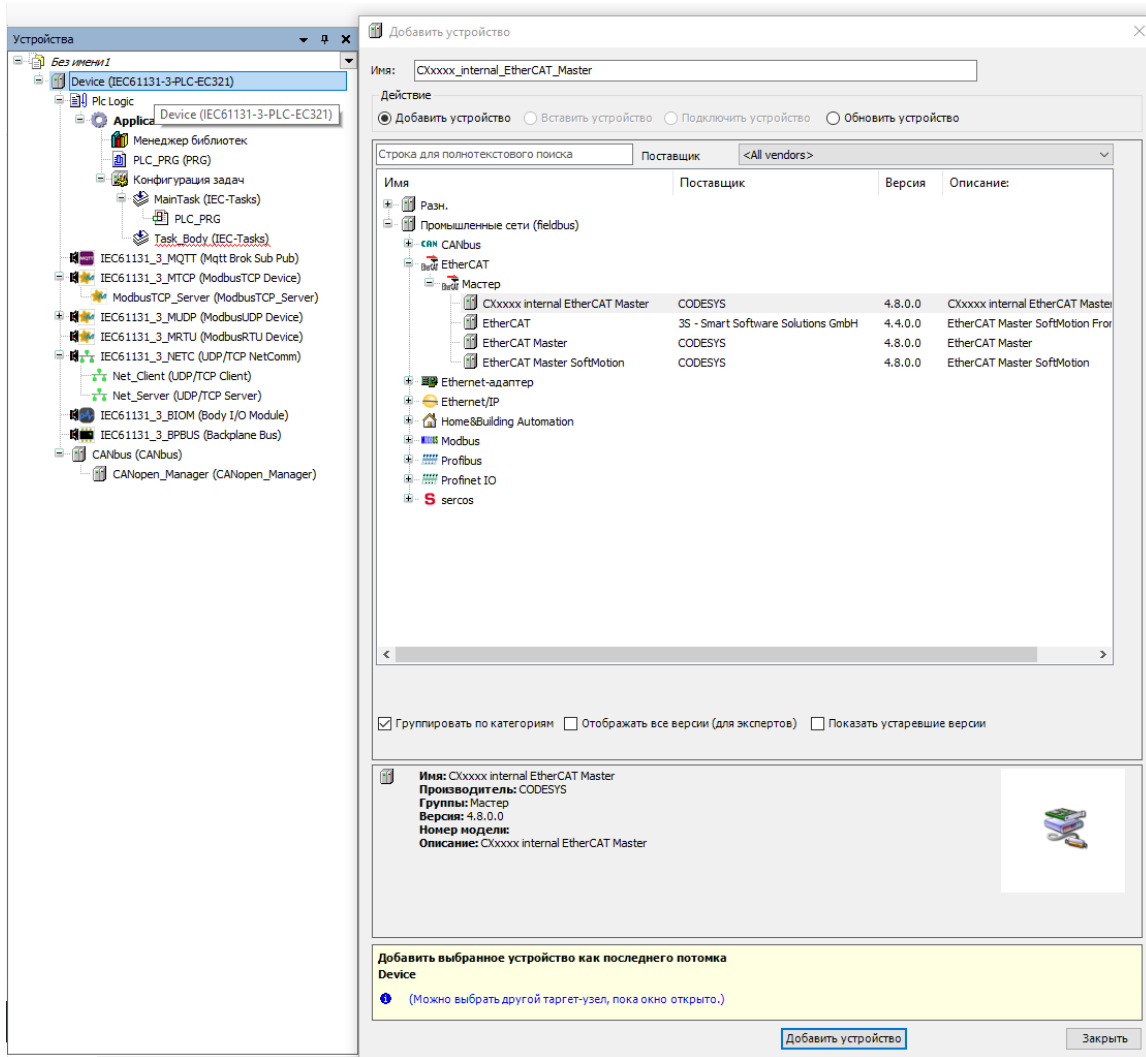 Устройства
Без имени1
Device (IEC61131-3-PLC-EC321)
Plc Logic
Applica
Device (IEC61131-3-PLC-EC321)
Менеджер библиотек
PLC_PRG (PRG)
Конфигурация задач
MainTask (IEC-Tasks)
PLC_PRG
Task_Body (IEC-Tasks)
IEC61131_3_MQTT (Mqtt Brok Sub Pub)
IEC61131_3_MTCP (ModbusTCP Device)
ModbusTCP_Server (ModbusTCP_Server)
IEC61131_3_MUDP (ModbusUDP Device)
IEC61131_3_MRTU (ModbusRTU Device)
IEC61131_3_NETC (UDP/TCP NetComm)
Net_Client (UDP/TCP Client)
Net_Server (UDP/TCP Server)
IEC61131_3_BIOM (Body I/O Module)
IEC61131_3_BPBUS (Backplane Bus)
CANbus (CANbus)
CANopen_Manager (CANopen_Manager)
Добавить устройство
Имя: CXxxxx_internal_EtherCAT_Master
Действие
Добавить устройство Вставить устройство Подключить устройство Обновить устройство
Строка для полнотекстового поиска Поставщик <All vendors>
Имя Поставщик Версия Описание:
Разн.
Промышленные сети (fieldbus)
CAN CANbus
EtherCAT
Мастер
CXxxxx internal EtherCAT Master CODESYS 4.8.0.0 CXxxxx internal EtherCAT Master
EtherCAT 3S - Smart Software Solutions GmbH 4.4.0.0 EtherCAT Master SoftMotion Fror
EtherCAT Master CODESYS 4.8.0.0 EtherCAT Master
EtherCAT Master SoftMotion CODESYS 4.8.0.0 EtherCAT Master SoftMotion
Ethernet-адаптер
Ethernet/IP
Home&Building Automation
Modbus
Profibus
Profinet IO
S sercos
Группировать по категориям Отображать все версии (для экспертов) Показать устаревшие версии
Имя: CXxxxx internal EtherCAT Master
Производитель: CODESYS
Группы: Мастер
Версия: 4.8.0.0
Номер модели:
Описание: CXxxxx internal EtherCAT Master
Добавить выбранное устройство как последнего потомка
Device
(Можно выбрать другой таргет-узел, пока окно открыто.)
Добавить устройство Закрыть